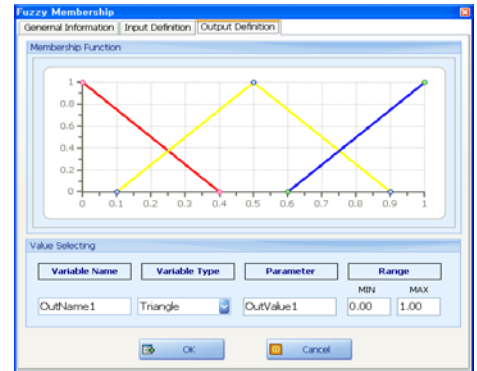 Fuzzy Membership
Genernal Information Input Definition Output Definition
Membership Function
1
0.8
0.6
0.4
0.2
0
0 0.1 0.2 0.3 0.4 0.5 0.6 0.7 0.8 0.9 1
Value Selecting
Variable Name Variable Type Parameter Range
MIN MAX
OutName1 Triangle OutValue1 0.00 1.00
OK Cancel